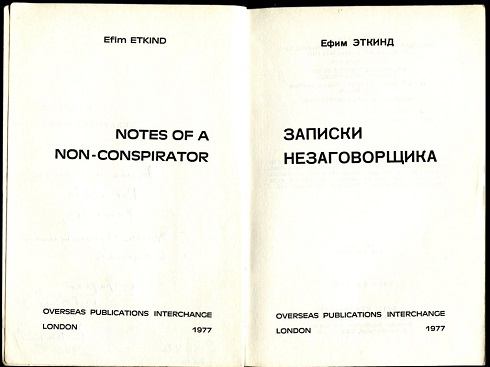 Efim ETKIND
NOTES OF A
NON-CONSPIRATOR
OVERSEAS PUBLICATIONS INTERCHANGE
LONDON 1977
Ефим ЭТКИНД
ЗАПИСКИ
НЕЗАГОВОРЩИКА
OVERSEAS PUBLICATIONS INTERCHANGE
LONDON 1977